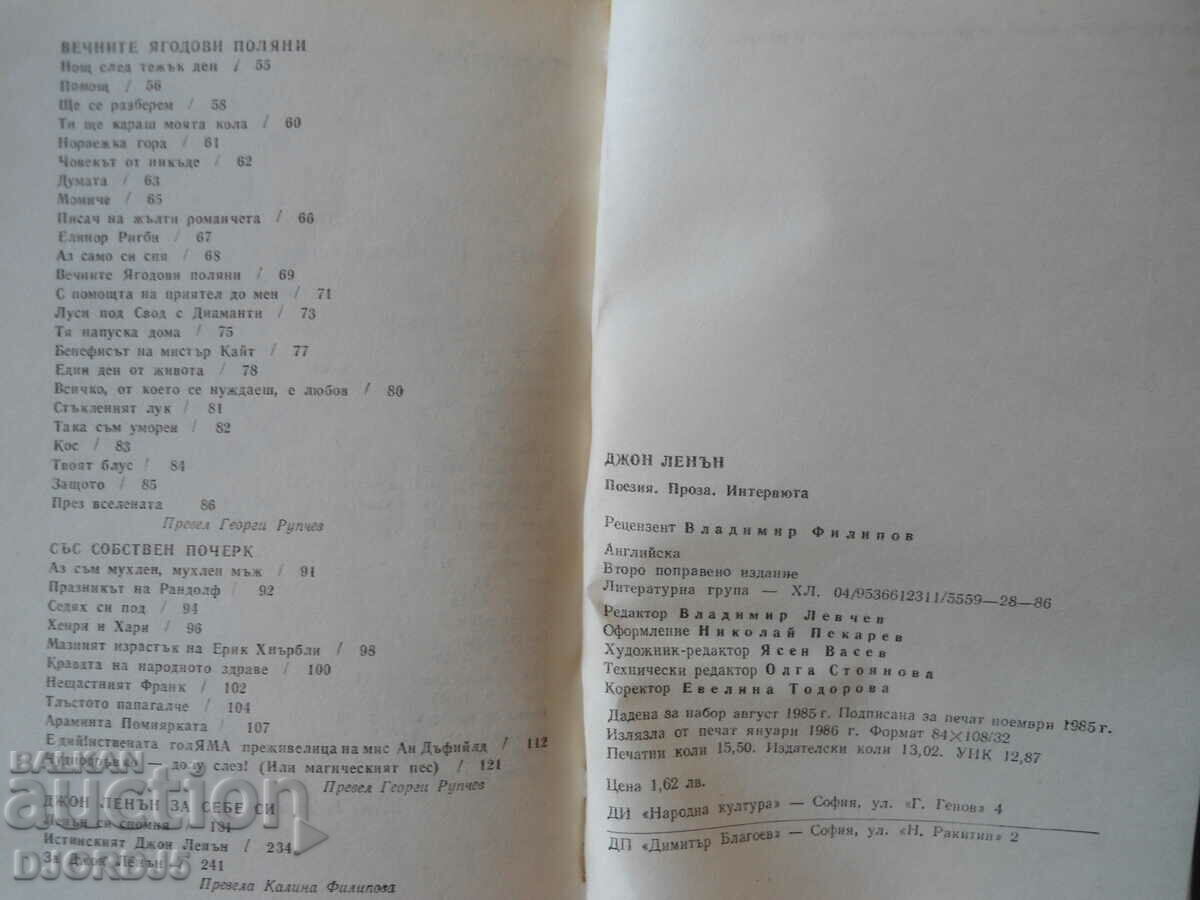 ВЕЧНИТЕ ЯГОДОВИ ПОЛЯНИ
Нощ след тежък ден / 55
Помощ / 56
Ще се разберем / 58
Ти ще караш моята кола / 60
Норвежка гора / 61
Човекът от никъде / 62
Думата / 63
Момиче / 65
Писач на жълти романчета / 66
Елинор Ригби / 67
Аз само си спя / 68
Вечните Ягодови поляни / 69
С помощта на приятел до мен / 71
Луси под Свод с Диаманти / 73
Тя напуска дома / 75
Бенефисът на мистър Кайт / 77
Един ден от живота / 78
Всичко, от което се нуждаеш, е любов / 80
Стъкленият лук / 81
Така съм уморен / 82
Кос / 83
Твоят блус / 84
Защото / 85
През вселената 86
Превел Георги Рупчев
СЪС СОБСТВЕН ПОЧЕРК
Аз съм мухлен, мухлен мъж / 91
Празникът на Рандолф / 92
Седях си под / 94
Хенри и Хари / 96
Мазният израстък на Ерик Хнърбли / 98
Кравата на народното здраве / 100
Нещастният Франк / 102
Тлъстото папагалче / 104
Араминта Помиярката / 107
ЕдинИнствената голЯМА преживелица на мис Ан Дъфийлд / 112
— долу слез! (Или магическият пес) / 121
Превел Георги Рупчев
ДЖОН ЛЕНЪН ЗА СЕБЕ СИ
Ленън си спомня 131
Истинският Джон Ленън / 234
За Джон Ленън — 241
Превела Калина Филипова
ДЖОН ЛЕНЪН
Поезия. Проза. Интервюта
Рецензент Владимир Филипов
Английска
Второ поправено издание
Литературна група — ХЛ. 04/9536612311/5559—28—86
Редактор Владимир Левчев
Оформление Николай Пекарев
Художник-редактор Ясен Васев
Технически редактор Олга Стоянова
Коректор Евелина Тодорова
Дадена за набор август 1985 г. Подписана за печат ноември 1985 г.
Излязла от печат януари 1986 г. Формат 84×108/32
Печатни коли 15,50. Издателски коли 13,02. УИК 12,87
Цена 1,62 лв.
ДИ «Народна култура» — София, ул. «Г. Генов» 4
ДП «Димитър Благоев» — София, ул. «Н. Ракитин» 2
BALKAN
auction
DJORDJ5